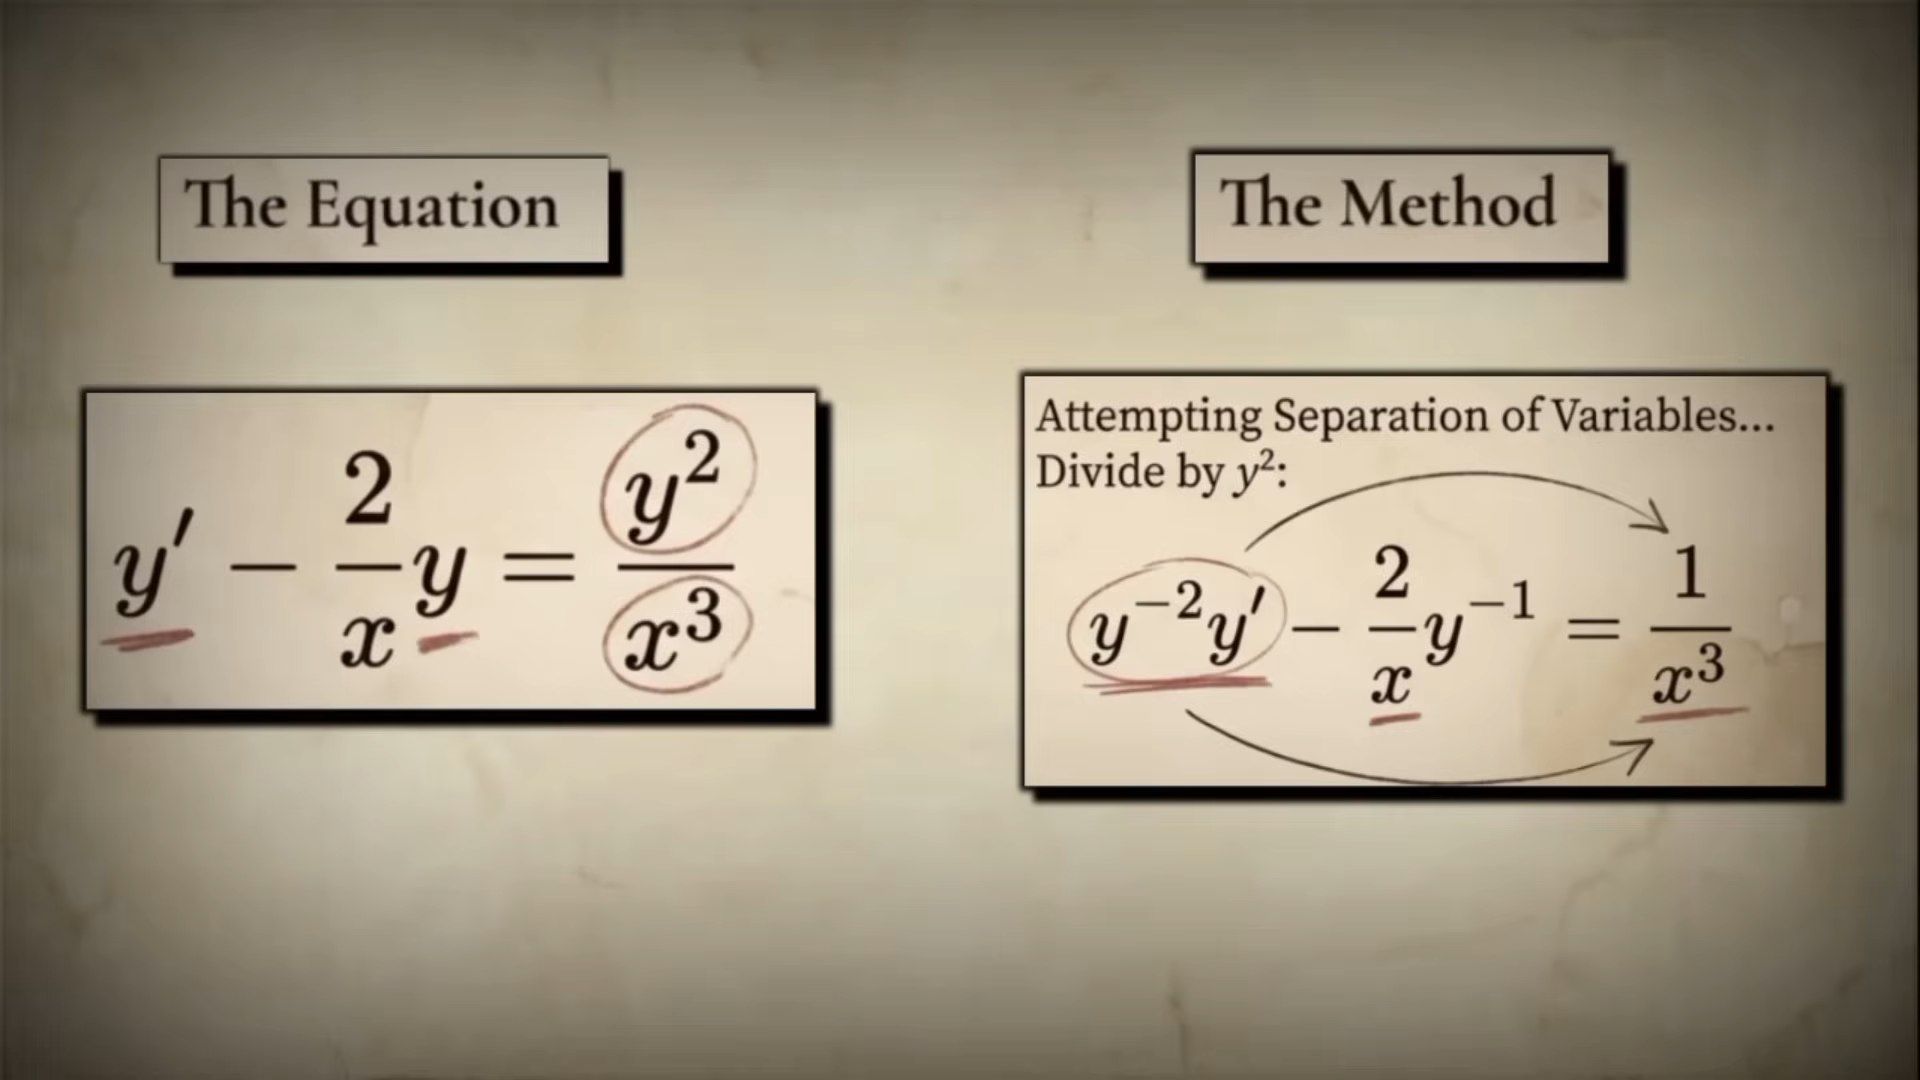 The Equation
y′ − 2/x y = y²/x³
The Method
Attempting Separation of Variables...
Divide by y²:
y⁻²y′ − 2/x y⁻¹ = 1/x³